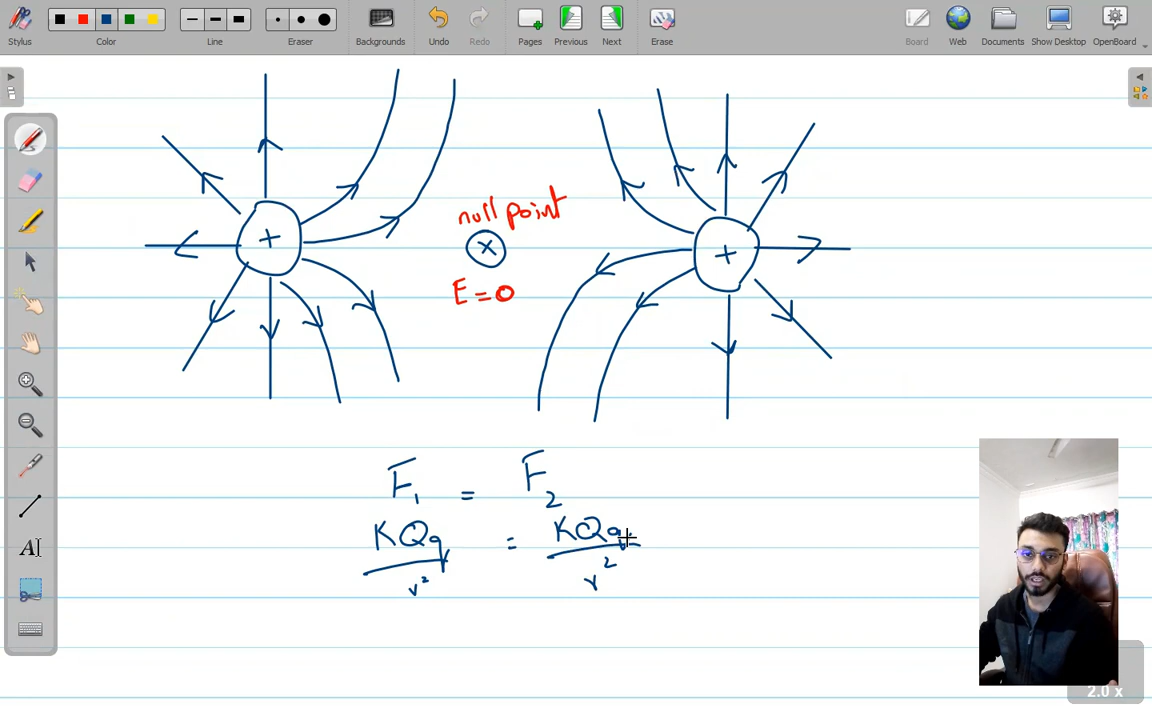 Stylus Color Line Eraser Backgrounds Undo Redo Pages Previous Next Erase Board Web Documents Show Desktop OpenBoard
null point
+ × +
E = 0
F₁ = F₂
KQq/r² = KQq/r²
A
2.0 x